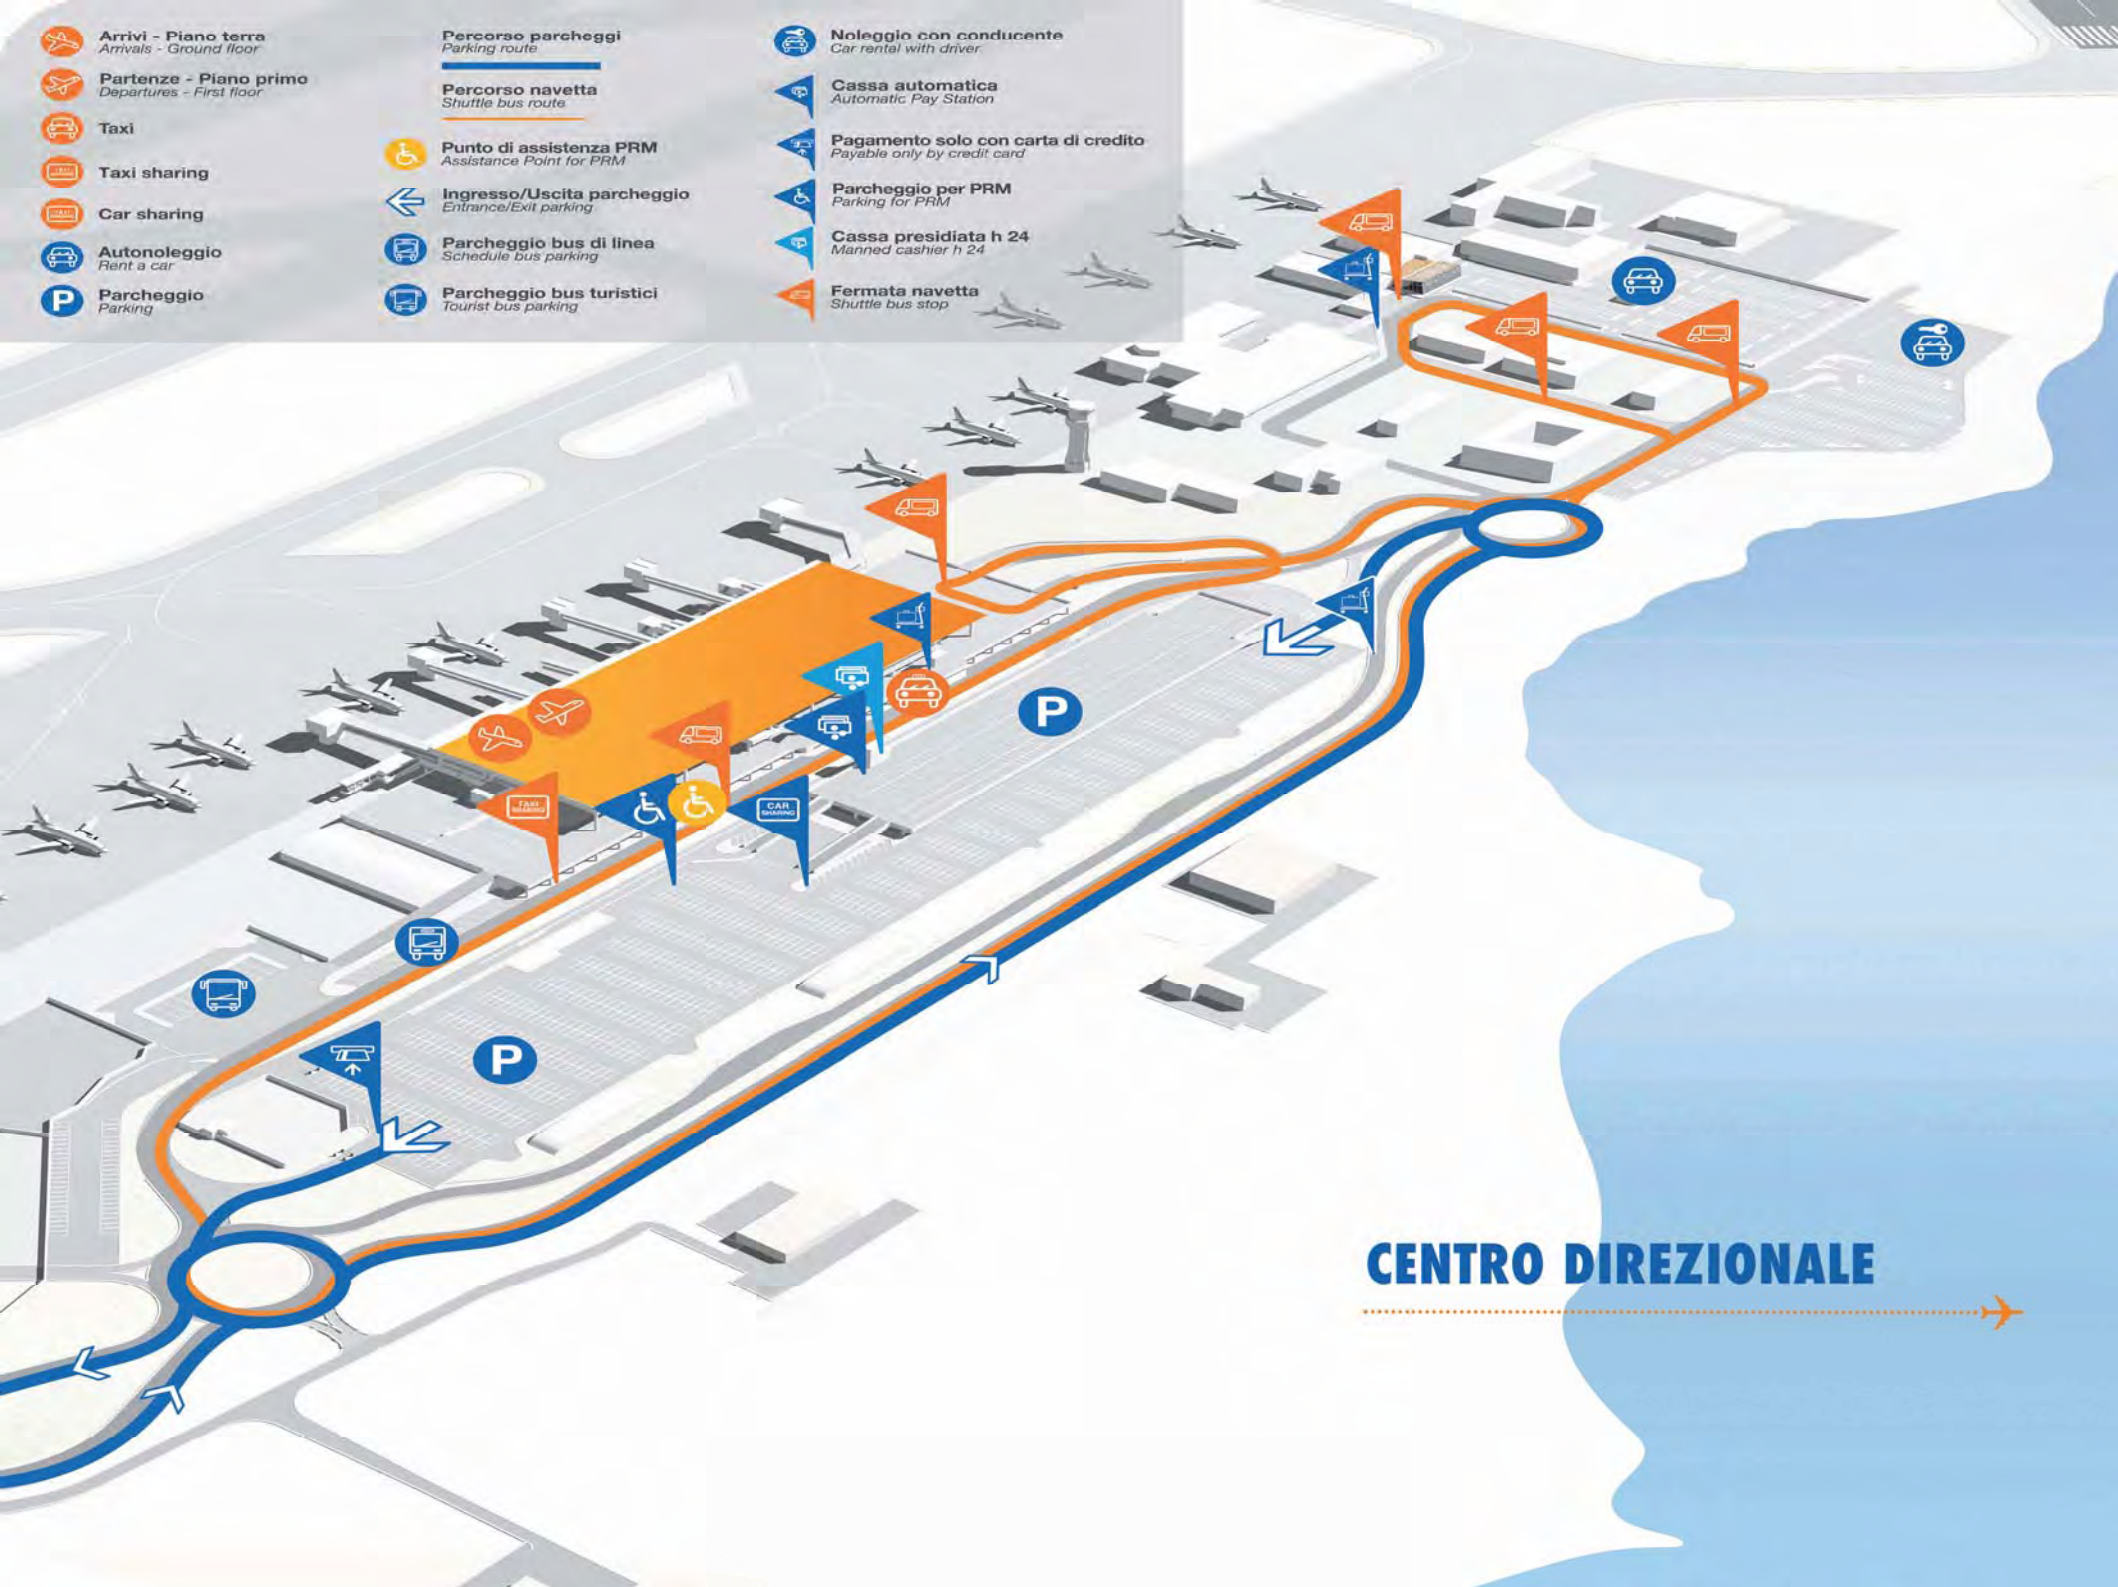 Arrivi - Piano terra
Arrivals - Ground floor
Partenze - Piano primo
Departures - First floor
Taxi
Taxi sharing
Car sharing
Autonoleggio
Rent a car
P
Parcheggio
Parking
Percorso parcheggi
Parking route
Percorso navetta
Shuttle bus route
Punto di assistenza PRM
Assistance Point for PRM
Ingresso/Uscita parcheggio
Entrance/Exit parking
Parcheggio bus di linea
Schedule bus parking
Parcheggio bus turistici
Tourist bus parking
Noleggio con conducente
Car rental with driver
Cassa automatica
Automatic Pay Station
Pagamento solo con carta di credito
Payable only by credit card
Parcheggio per PRM
Parking for PRM
Cassa presidiata h 24
Manned cashier h 24
Fermata navetta
Shuttle bus stop
P
TAXI
SHARING
CAR
SHARING
P
CENTRO DIREZIONALE